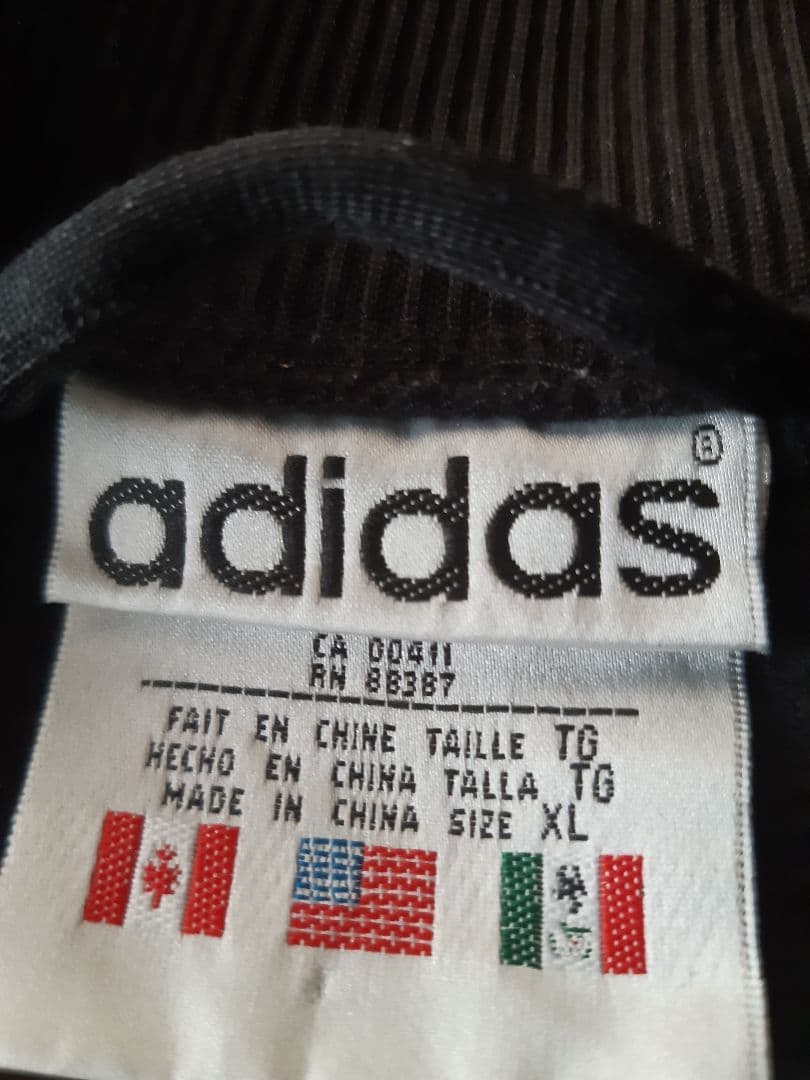 adidas®
CA 00411
RN 88387
FAIT EN CHINE TAILLE TG
HECHO EN CHINA TALLA TG
MADE IN CHINA SIZE XL